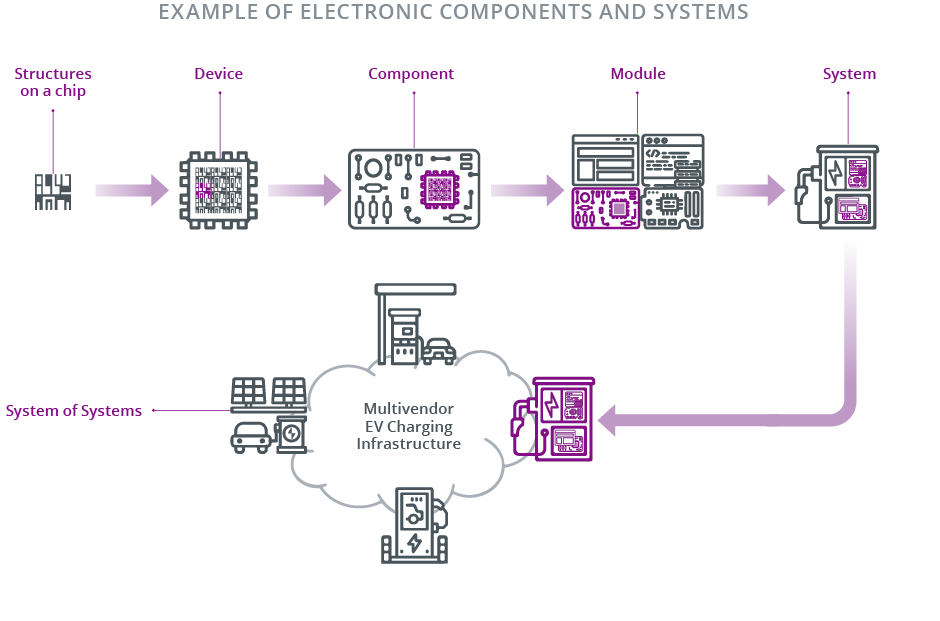 EXAMPLE OF ELECTRONIC COMPONENTS AND SYSTEMS
Structures
on a chip
Device
Component
Module
System
</>
System of Systems
Multivendor
EV Charging
Infrastructure